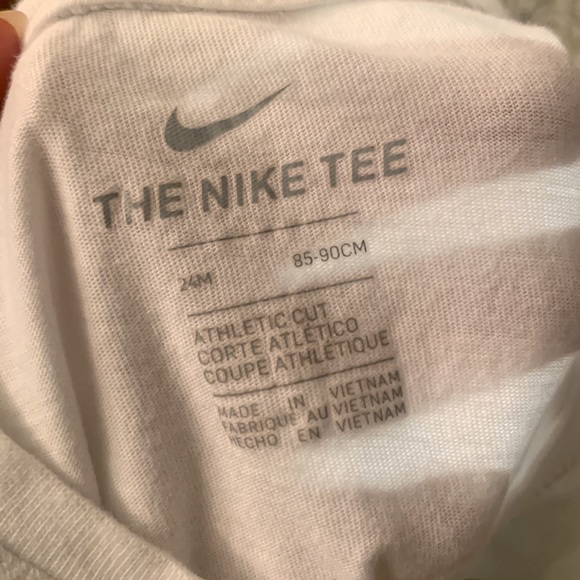 THE NIKE TEE
24M 85-90CM
ATHLETIC CUT
CORTE ATLÉTICO
COUPE ATHLÉTIQUE
MADE IN VIETNAM
FABRIQUÉ AU VIETNAM
HECHO EN VIETNAM